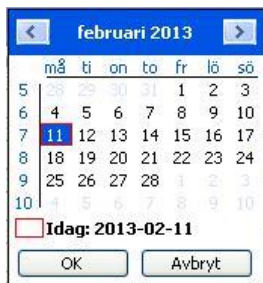 februari 2013
må ti on to fr lö sö
5 28 29 30 31 1 2 3
6 4 5 6 7 8 9 10
7 11 12 13 14 15 16 17
8 18 19 20 21 22 23 24
9 25 26 27 28 1 2 3
10 4 5 6 7 8 9 10
Idag: 2013-02-11
OK Avbryt